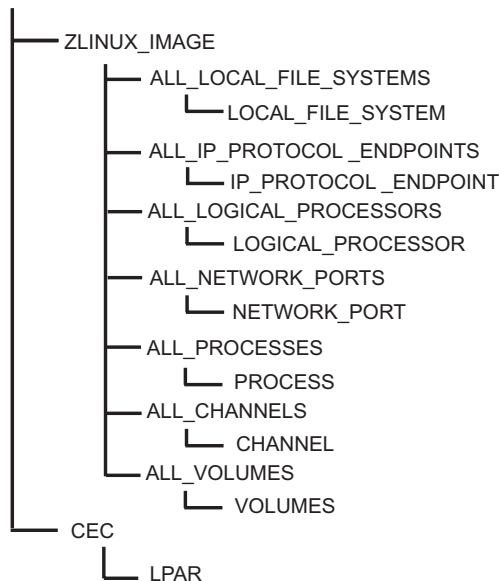 ZLINUX_IMAGE
ALL_LOCAL_FILE_SYSTEMS
LOCAL_FILE_SYSTEM
ALL_IP_PROTOCOL _ENDPOINTS
IP_PROTOCOL _ENDPOINT
ALL_LOGICAL_PROCESSORS
LOGICAL_PROCESSOR
ALL_NETWORK_PORTS
NETWORK_PORT
ALL_PROCESSES
PROCESS
ALL_CHANNELS
CHANNEL
ALL_VOLUMES
VOLUMES
CEC
LPAR